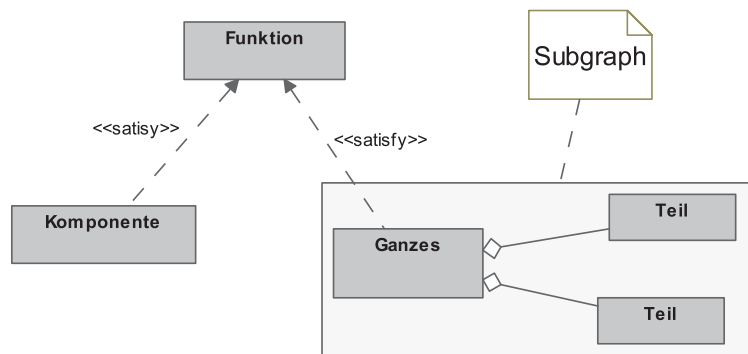 Funktion
Subgraph
<<satisy>>
<<satisfy>>
Komponente
Teil
Ganzes
Teil